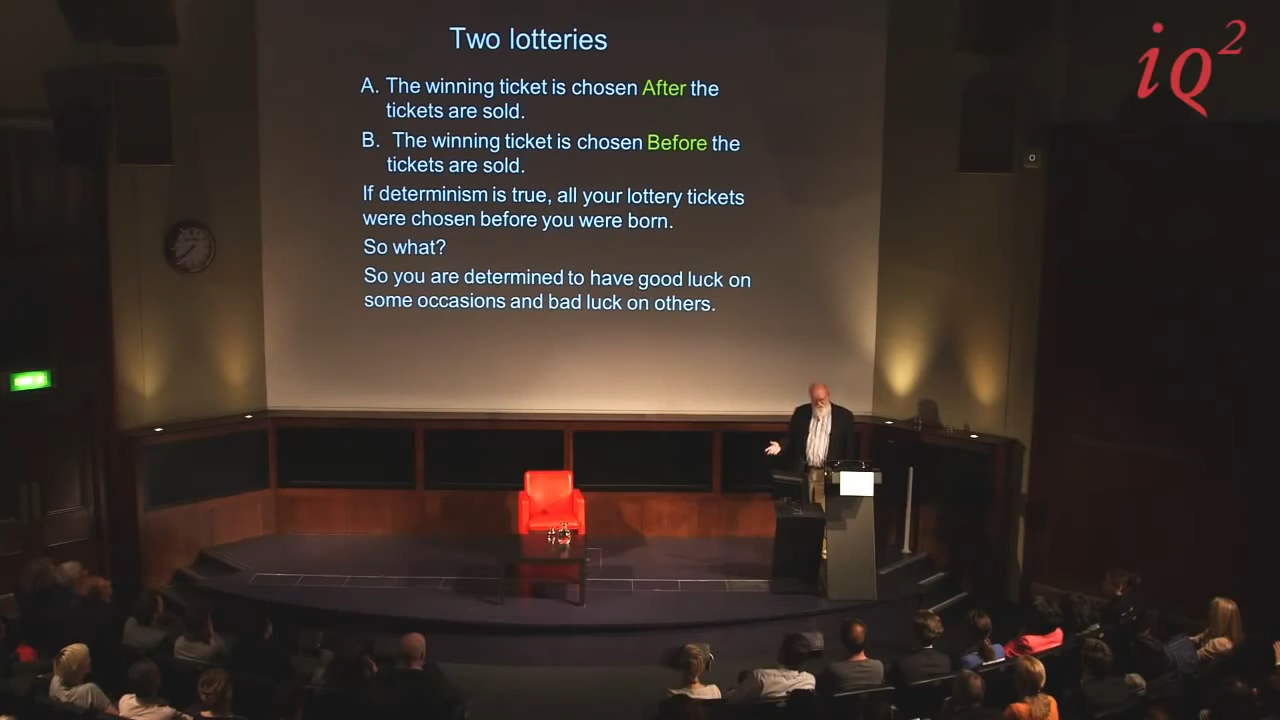 Two lotteries
iq2
A. The winning ticket is chosen After the
tickets are sold.
B. The winning ticket is chosen Before the
tickets are sold.
If determinism is true, all your lottery tickets
were chosen before you were born.
So what?
So you are determined to have good luck on
some occasions and bad luck on others.